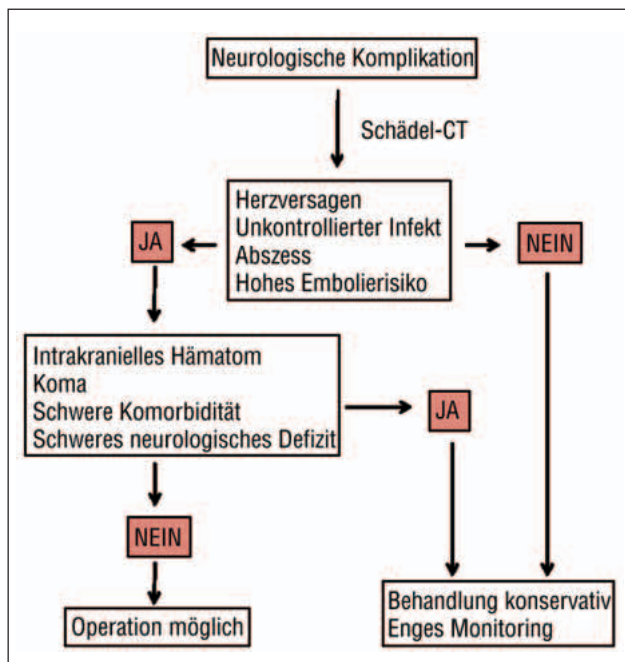 Neurologische Komplikation
Schädel-CT
Herzversagen
Unkontrollierter Infekt
Abszess
Hohes Embolierisiko
JA
NEIN
Intrakranielles Hämatom
Koma
Schwere Komorbidität
Schweres neurologisches Defizit
JA
NEIN
Operation möglich
Behandlung konservativ
Enges Monitoring